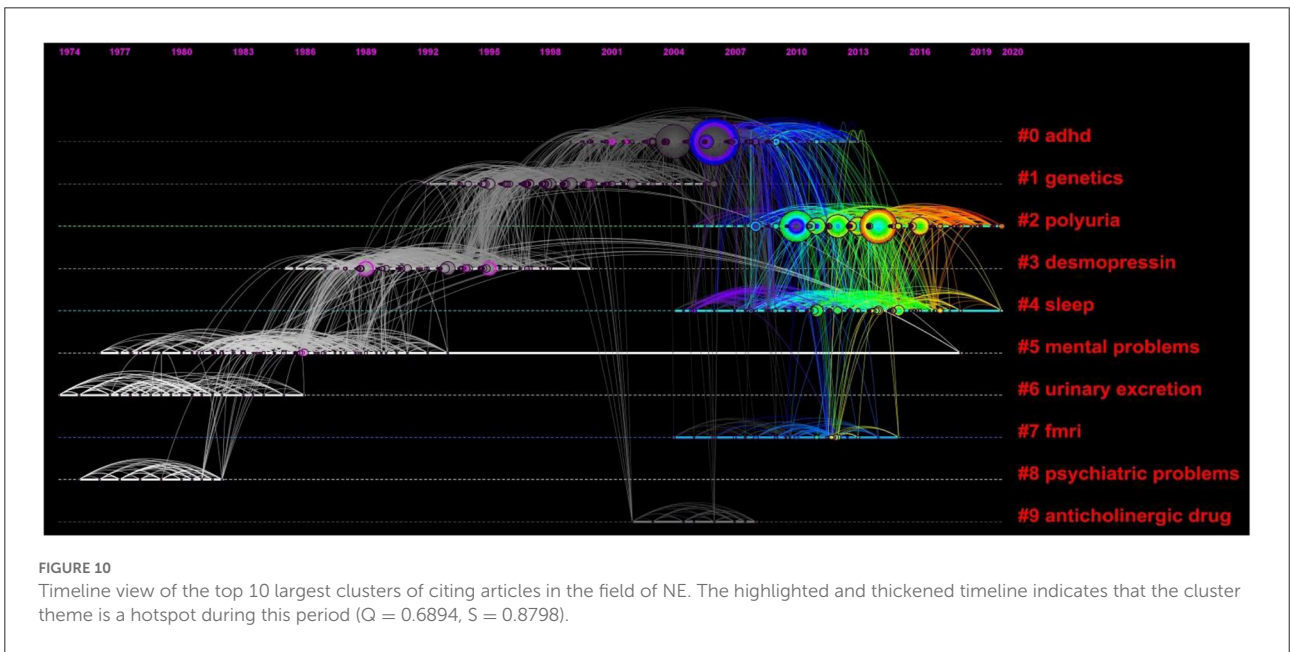 1974 1977 1980 1983 1986 1989 1992 1995 1998 2001 2004 2007 2010 2013 2016 2019 2020
#0 adhd
#1 genetics
#2 polyuria
#3 desmopressin
#4 sleep
#5 mental problems
#6 urinary excretion
#7 fmri
#8 psychiatric problems
#9 anticholinergic drug
FIGURE 10
Timeline view of the top 10 largest clusters of citing articles in the field of NE. The highlighted and thickened timeline indicates that the cluster
theme is a hotspot during this period (Q = 0.6894, S = 0.8798).